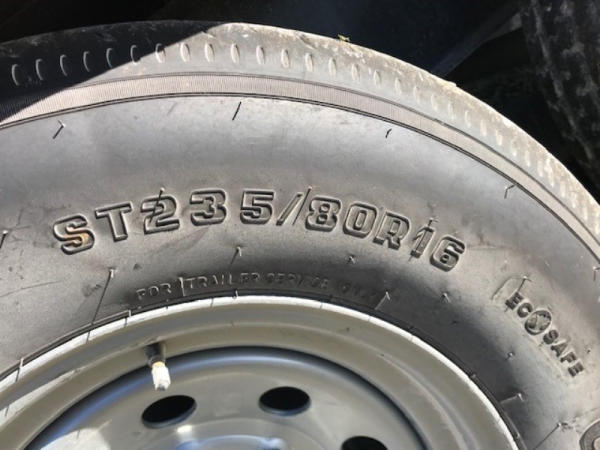 ST235/80R16
FOR TRAILER SERVICE ONLY
ECOSAFE